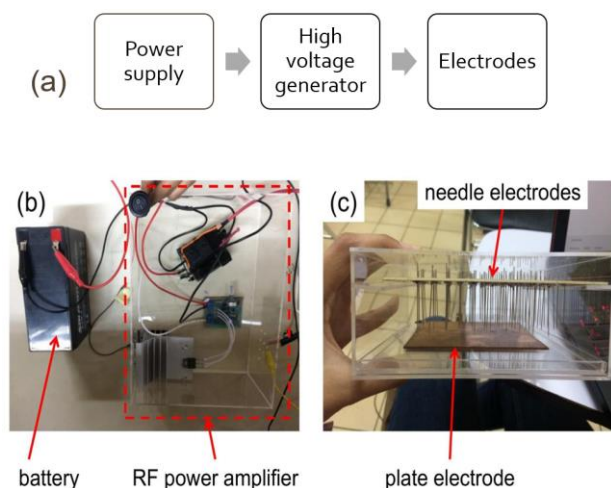 (a)
Power
supply
High
voltage
generator
Electrodes
(b)
(c)
needle electrodes
battery
RF power amplifier
plate electrode